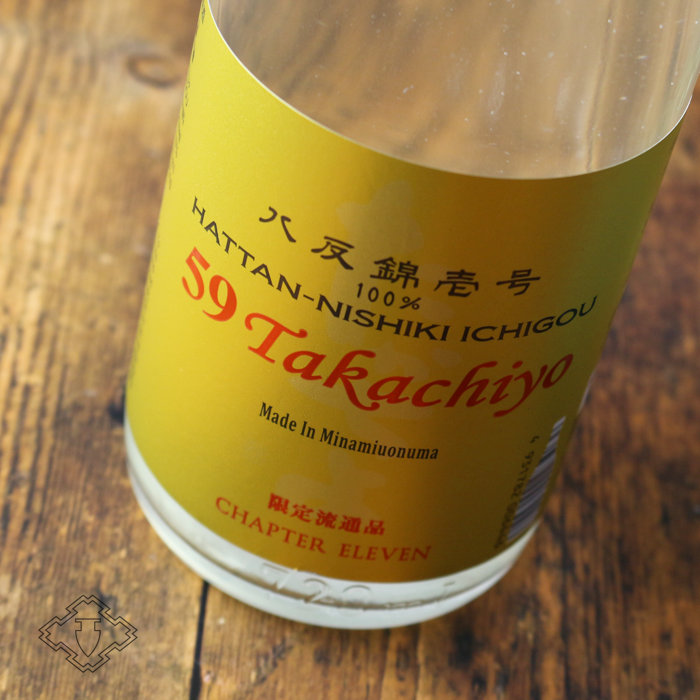 八反錦壱号
100%
HATTAN-NISHIKI ICHIGOU
59 Takachiyo
Made In Minamiuonuma
限定流通品
CHAPTER ELEVEN
720ml